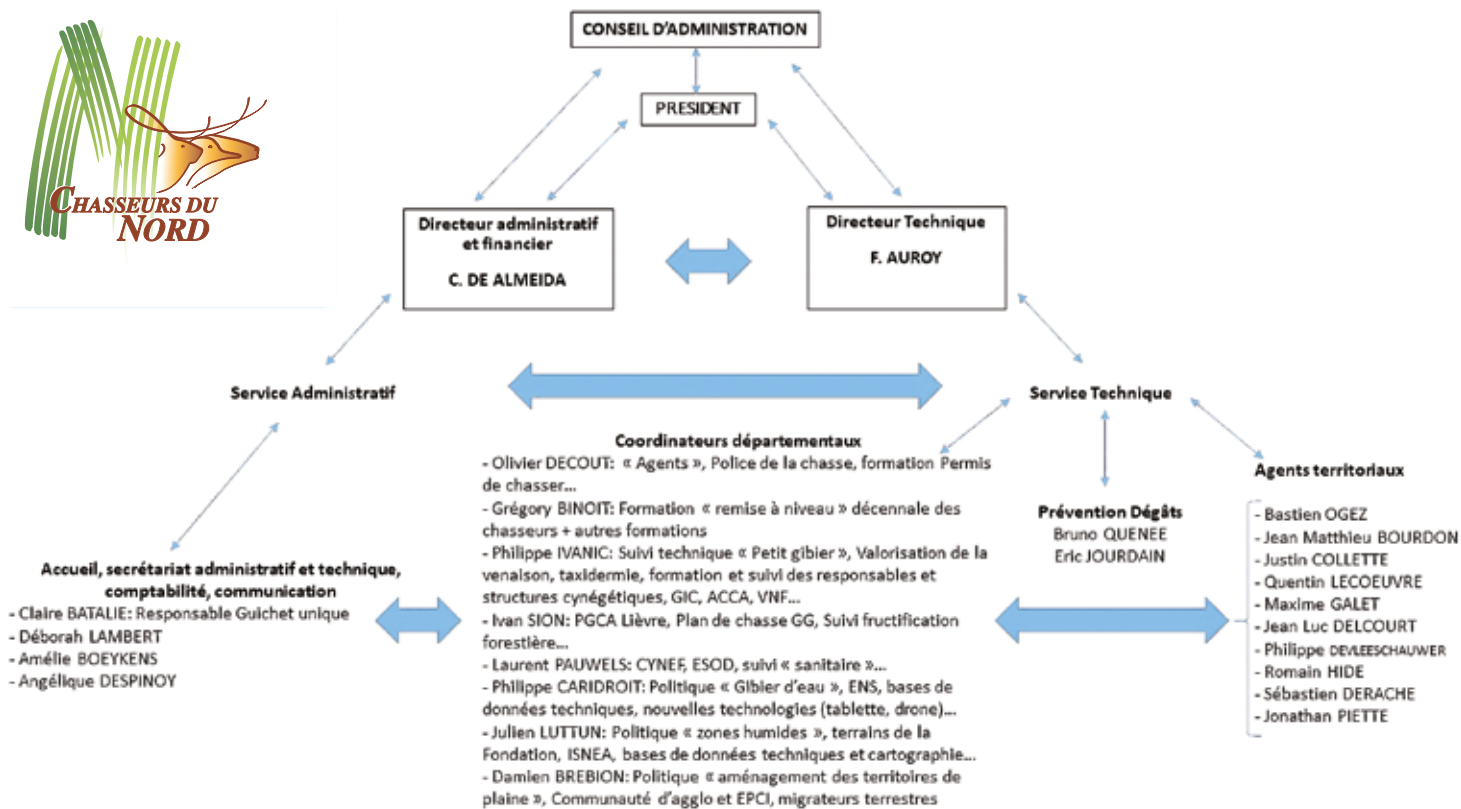 CHASSEURS DU
NORD
CONSEIL D'ADMINISTRATION
PRESIDENT
Directeur administratif
et financier
C. DE ALMEIDA
Directeur Technique
F. AUROY
Service Administratif
Service Technique
Accueil, secrétariat administratif et technique,
comptabilité, communication
- Claire BATALIE: Responsable Guichet unique
- Déborah LAMBERT
- Amélie BOEYKENS
- Angélique DESPINOY
Coordinateurs départementaux
- Olivier DECOUT: « Agents », Police de la chasse, formation Permis
de chasser...
- Grégory BINOIT: Formation « remise à niveau » décennale des
chasseurs + autres formations
- Philippe IVANIC: Suivi technique « Petit gibier », Valorisation de la
venaison, taxidermie, formation et suivi des responsables et
structures cynégétiques, GIC, ACCA, VNF...
- Ivan SION: PGCA Lièvre, Plan de chasse GG, Suivi fructification
forestière...
- Laurent PAUWELS: CYNEF, ESOD, suivi « sanitaire »...
- Philippe CARIDROIT: Politique « Gibier d'eau », ENS, bases de
données techniques, nouvelles technologies (tablette, drone)...
- Julien LUTTUN: Politique « zones humides », terrains de la
Fondation, ISNEA, bases de données techniques et cartographie...
- Damien BREBION: Politique « aménagement des territoires de
plaine », Communauté d'agglo et EPCI, migrateurs terrestres
Prévention Dégâts
Bruno QUENEE
Eric JOURDAIN
Agents territoriaux
- Bastien OGEZ
- Jean Matthieu BOURDON
- Justin COLLETTE
- Quentin LECOEUVRE
- Maxime GALET
- Jean Luc DELCOURT
- Philippe DEVLEESCHAUWER
- Romain HIDE
- Sébastien DERACHE
- Jonathan PIETTE